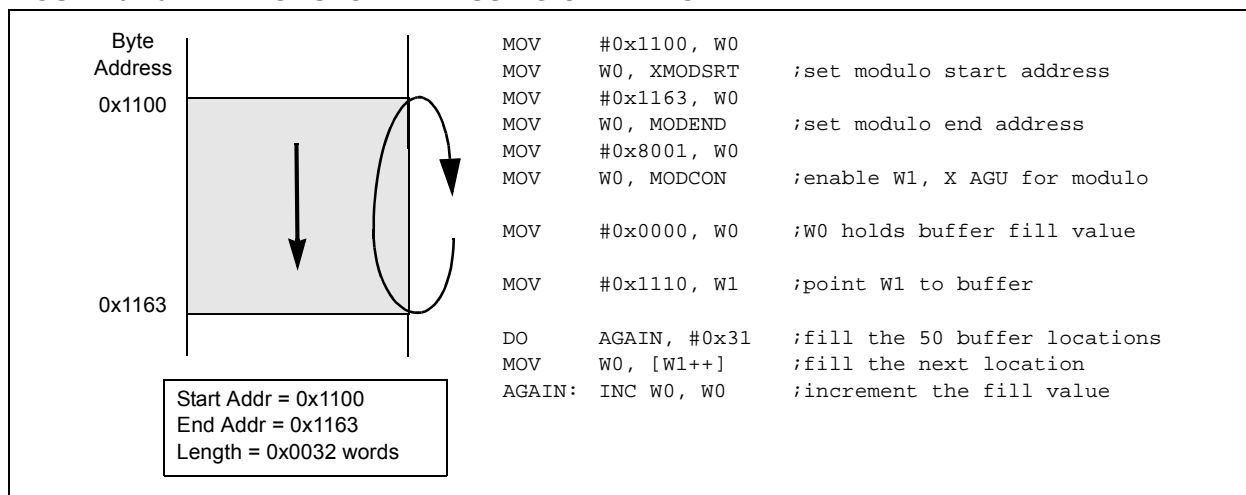 Byte
Address
0x1100
0x1163
Start Addr = 0x1100
End Addr = 0x1163
Length = 0x0032 words
MOV #0x1100, W0
MOV W0, XMODSRT ;set modulo start address
MOV #0x1163, W0
MOV W0, MODEND ;set modulo end address
MOV #0x8001, W0
MOV W0, MODCON ;enable W1, X AGU for modulo
MOV #0x0000, W0 ;W0 holds buffer fill value
MOV #0x1110, W1 ;point W1 to buffer
DO AGAIN, #0x31 ;fill the 50 buffer locations
MOV W0, [W1++] ;fill the next location
AGAIN: INC W0, W0 ;increment the fill value